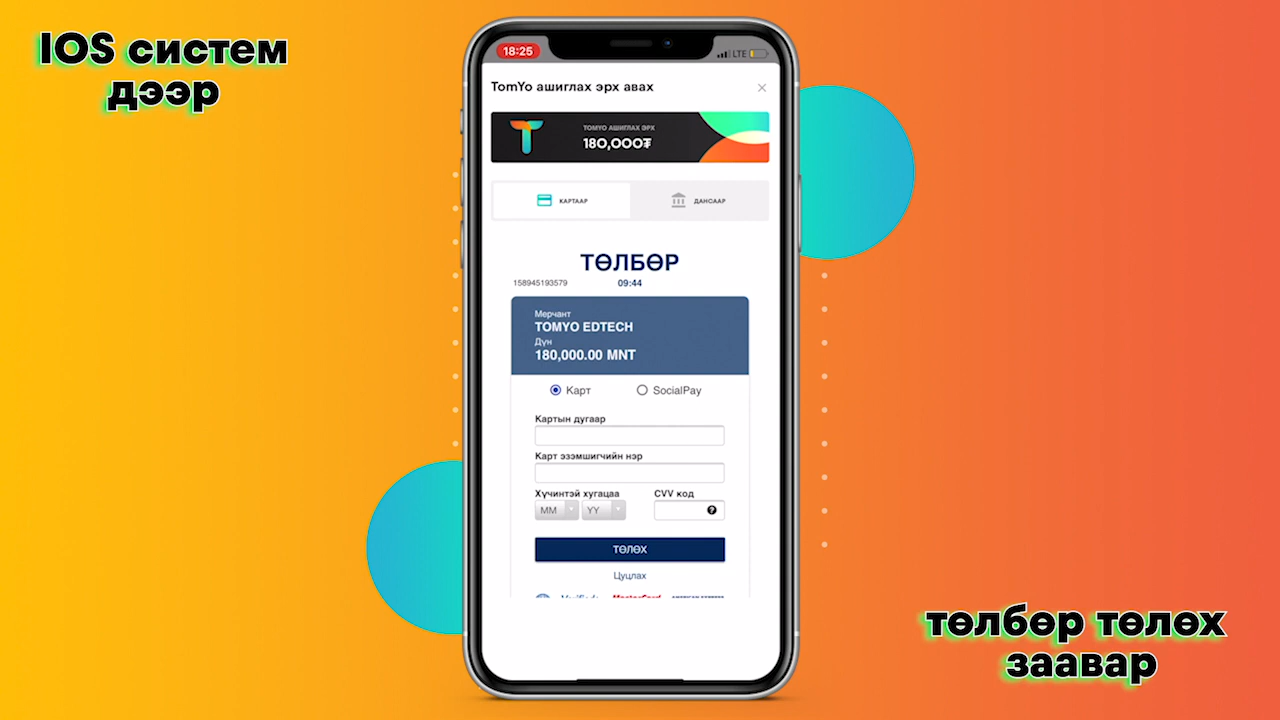 IOS систем
дээр
18:25
LTE
TomYo ашиглах эрх авах
TOMYO АШИГЛАХ ЭРХ
180,000₮
КАРТААР
ДАНСААР
ТӨЛБӨР
158945193579
09:44
Мерчант
TOMYO EDTECH
Дүн
180,000.00 MNT
Карт
SocialPay
Картын дугаар
Карт эзэмшигчийн нэр
Хүчинтэй хугацаа
CVV код
MM
YY
төлөх
Цуцлах
төлбөр төлөх
заавар